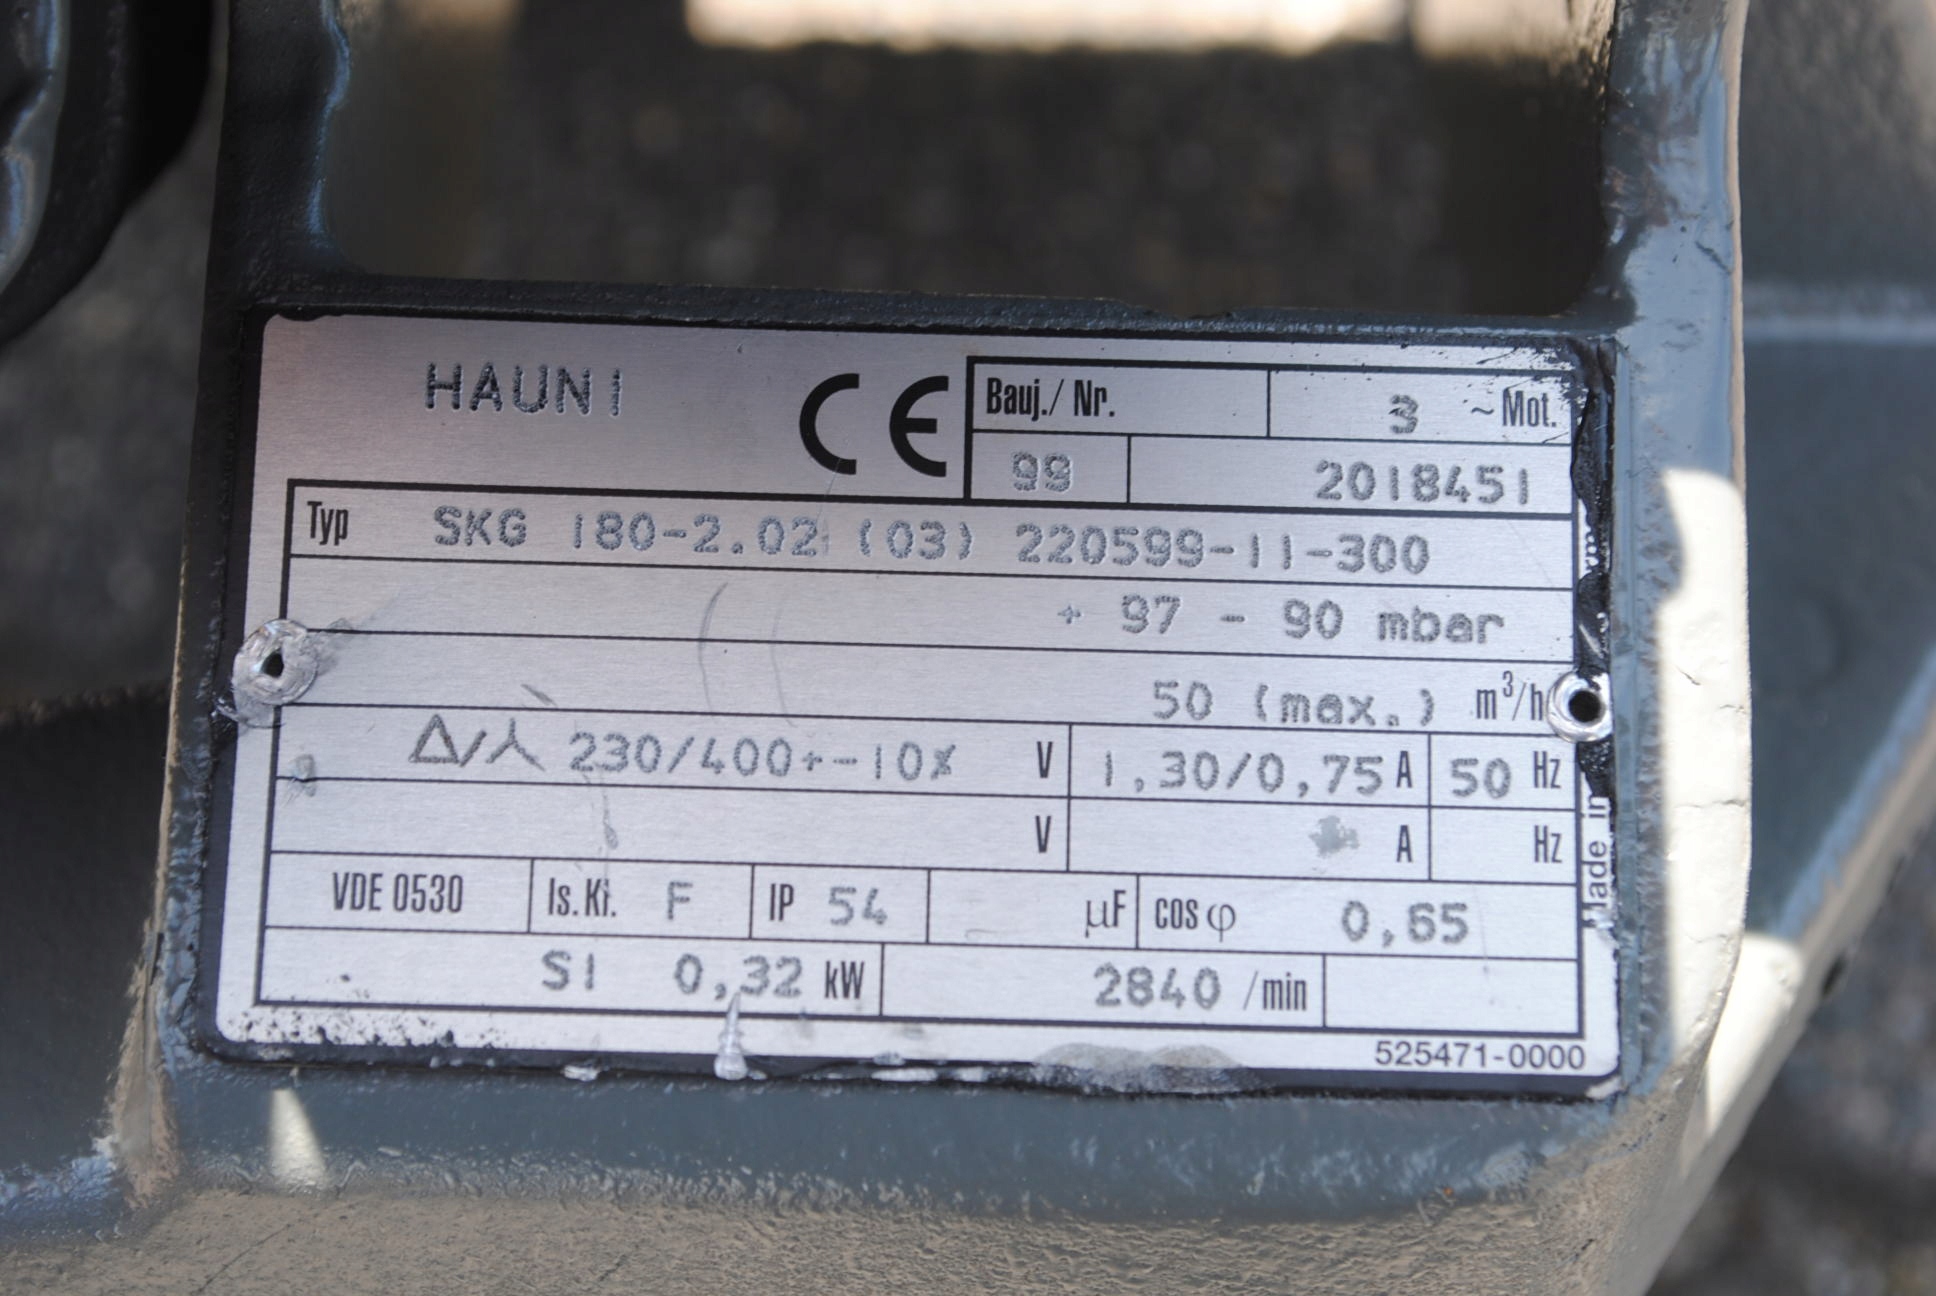 HAUNI CE Bauj./ Nr. 3 ~ Mot.
99 2018451
Typ SKG 180-2.02 (03) 220599-11-300
+ 97 - 90 mbar
50 (max.) m³/h
Δ/Y 230/400+-10% V 1,30/0,75 A 50 Hz
V A Hz
VDE 0530 Is. Kl. F IP 54 µF cos φ 0,65
S1 0,32 kW 2840 /min
525471-0000
Made in